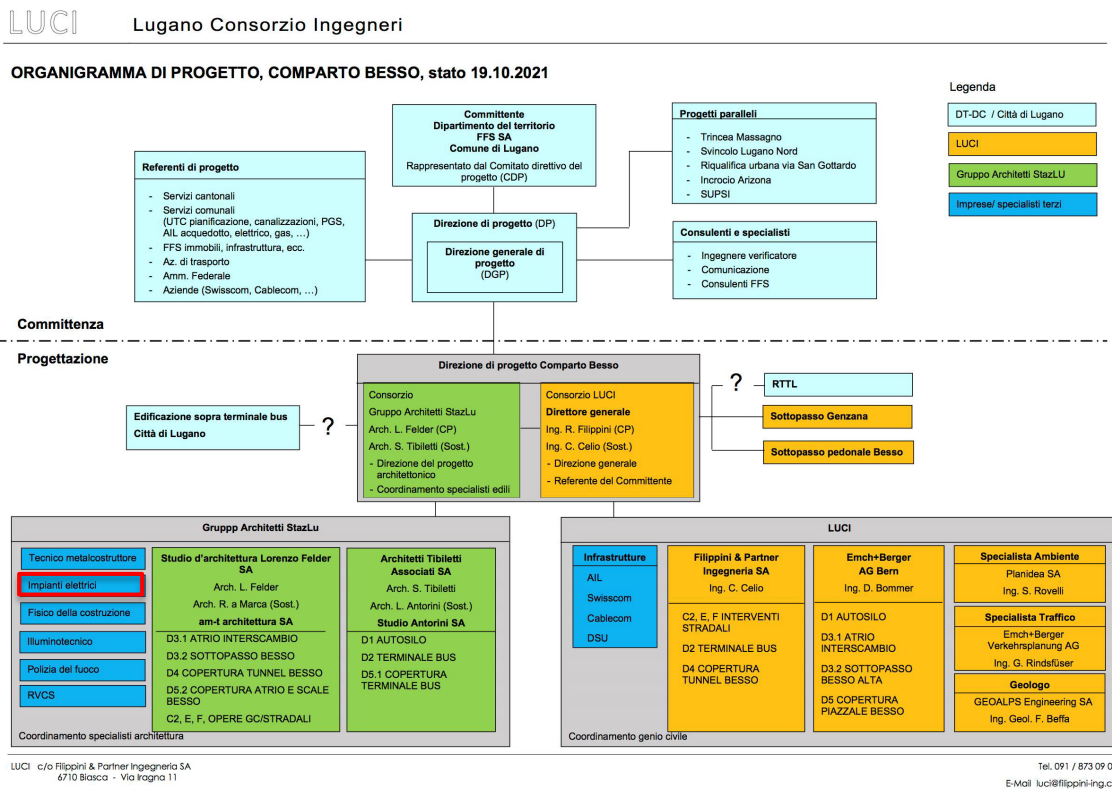 LUCI Lugano Consorzio Ingegneri
ORGANIGRAMMA DI PROGETTO, COMPARTO BESSO, stato 19.10.2021
Legenda
DT-DC / Città di Lugano
LUCI
Gruppo Architetti StazLU
Imprese/ specialisti terzi
Committente
Dipartimento del territorio
FFS SA
Comune di Lugano
Rappresentato dal Comitato direttivo del
progetto (CDP)
Progetti paralleli
- Trincea Massagno
- Svincolo Lugano Nord
- Riqualifica urbana via San Gottardo
- Incrocio Arizona
- SUPSI
Referenti di progetto
- Servizi cantonali
- Servizi comunali
(UTC pianificazione, canalizzazioni, PGS,
AIL acquedotto, elettrico, gas, …)
- FFS immobili, infrastruttura, ecc.
- Az. di trasporto
- Amm. Federale
- Aziende (Swisscom, Cablecom, …)
Direzione di progetto (DP)
Direzione generale di
progetto
(DGP)
Consulenti e specialisti
- Ingegnere verificatore
- Comunicazione
- Consulenti FFS
Committenza
Progettazione
Direzione di progetto Comparto Besso
Consorzio
Gruppo Architetti StazLu
Arch. L. Felder (CP)
Arch. S. Tibiletti (Sost.)
- Direzione del progetto
architettonico
- Coordinamento specialisti edili
Consorzio LUCI
Direttore generale
Ing. R. Filippini (CP)
Ing. C. Celio (Sost.)
- Direzione generale
- Referente del Committente
Edificazione sopra terminale bus
Città di Lugano
?
?
RTTL
Sottopasso Genzana
Sottopasso pedonale Besso
Gruppp Architetti StazLu
Tecnico metalcostruttore
Impianti elettrici
Fisico della costruzione
Illuminotecnico
Polizia del fuoco
RVCS
Studio d'architettura Lorenzo Felder
SA
Arch. L. Felder
Arch. R. a Marca (Sost.)
am-t architettura SA
D3.1 ATRIO INTERSCAMBIO
D3.2 SOTTOPASSO BESSO
D4 COPERTURA TUNNEL BESSO
D5.2 COPERTURA ATRIO E SCALE
BESSO
C2, E, F, OPERE GC/STRADALI
Architetti Tibiletti
Associati SA
Arch. S. Tibiletti
Arch. L. Antorini (Sost.)
Studio Antorini SA
D1 AUTOSILO
D2 TERMINALE BUS
D5.1 COPERTURA
TERMINALE BUS
Coordinamento specialisti architettura
LUCI
Infrastrutture
AIL
Swisscom
Cablecom
DSU
Filippini & Partner
Ingegneria SA
Ing. C. Celio
C2, E, F INTERVENTI
STRADALI
D2 TERMINALE BUS
D4 COPERTURA
TUNNEL BESSO
Emch+Berger
AG Bern
Ing. D. Bommer
D1 AUTOSILO
D3.1 ATRIO
INTERSCAMBIO
D3.2 SOTTOPASSO
BESSO ALTA
D5 COPERTURA
PIAZZALE BESSO
Specialista Ambiente
Planidea SA
Ing. S. Rovelli
Specialista Traffico
Emch+Berger
Verkehrsplanung AG
Ing. G. Rindsfüser
Geologo
GEOALPS Engineering SA
Ing. Geol. F. Beffa
Coordinamento genio civile
LUCI c/o Filippini & Partner Ingegneria SA
6710 Biasca - Via Iragna 11
Tel. 091 / 873 09 0
E-Mail luci@filippini-ing.c